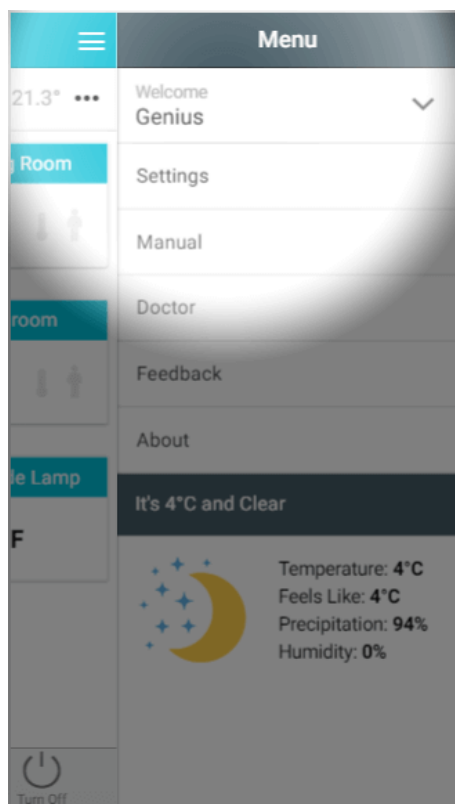 Menu
21.3°
Welcome
Genius
Room
Settings
Manual
room
Doctor
Feedback
About
le Lamp
It's 4°C and Clear
F
Temperature: 4°C
Feels Like: 4°C
Precipitation: 94%
Humidity: 0%
Turn Off